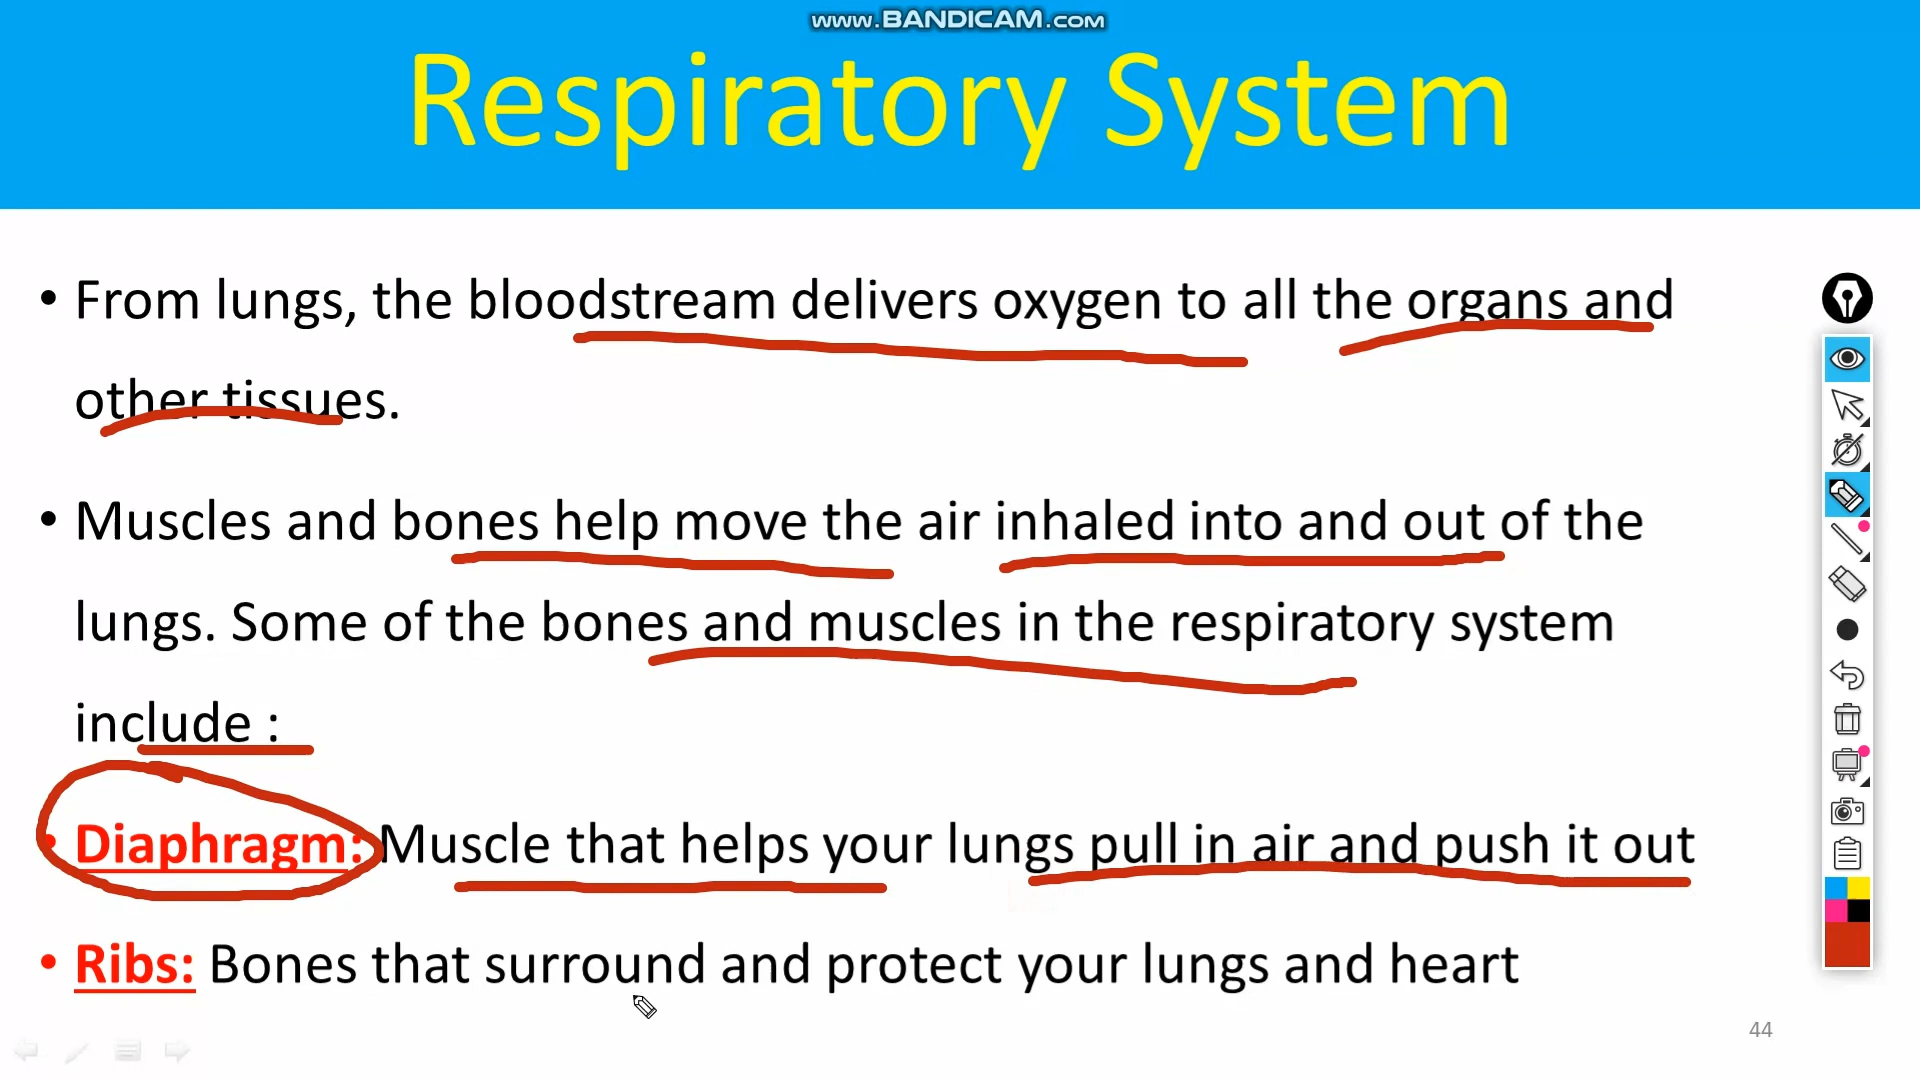 www.BANDICAM.com
Respiratory System
• From lungs, the bloodstream delivers oxygen to all the organs and
other tissues.
• Muscles and bones help move the air inhaled into and out of the
lungs. Some of the bones and muscles in the respiratory system
include :
• Diaphragm: Muscle that helps your lungs pull in air and push it out
• Ribs: Bones that surround and protect your lungs and heart
44